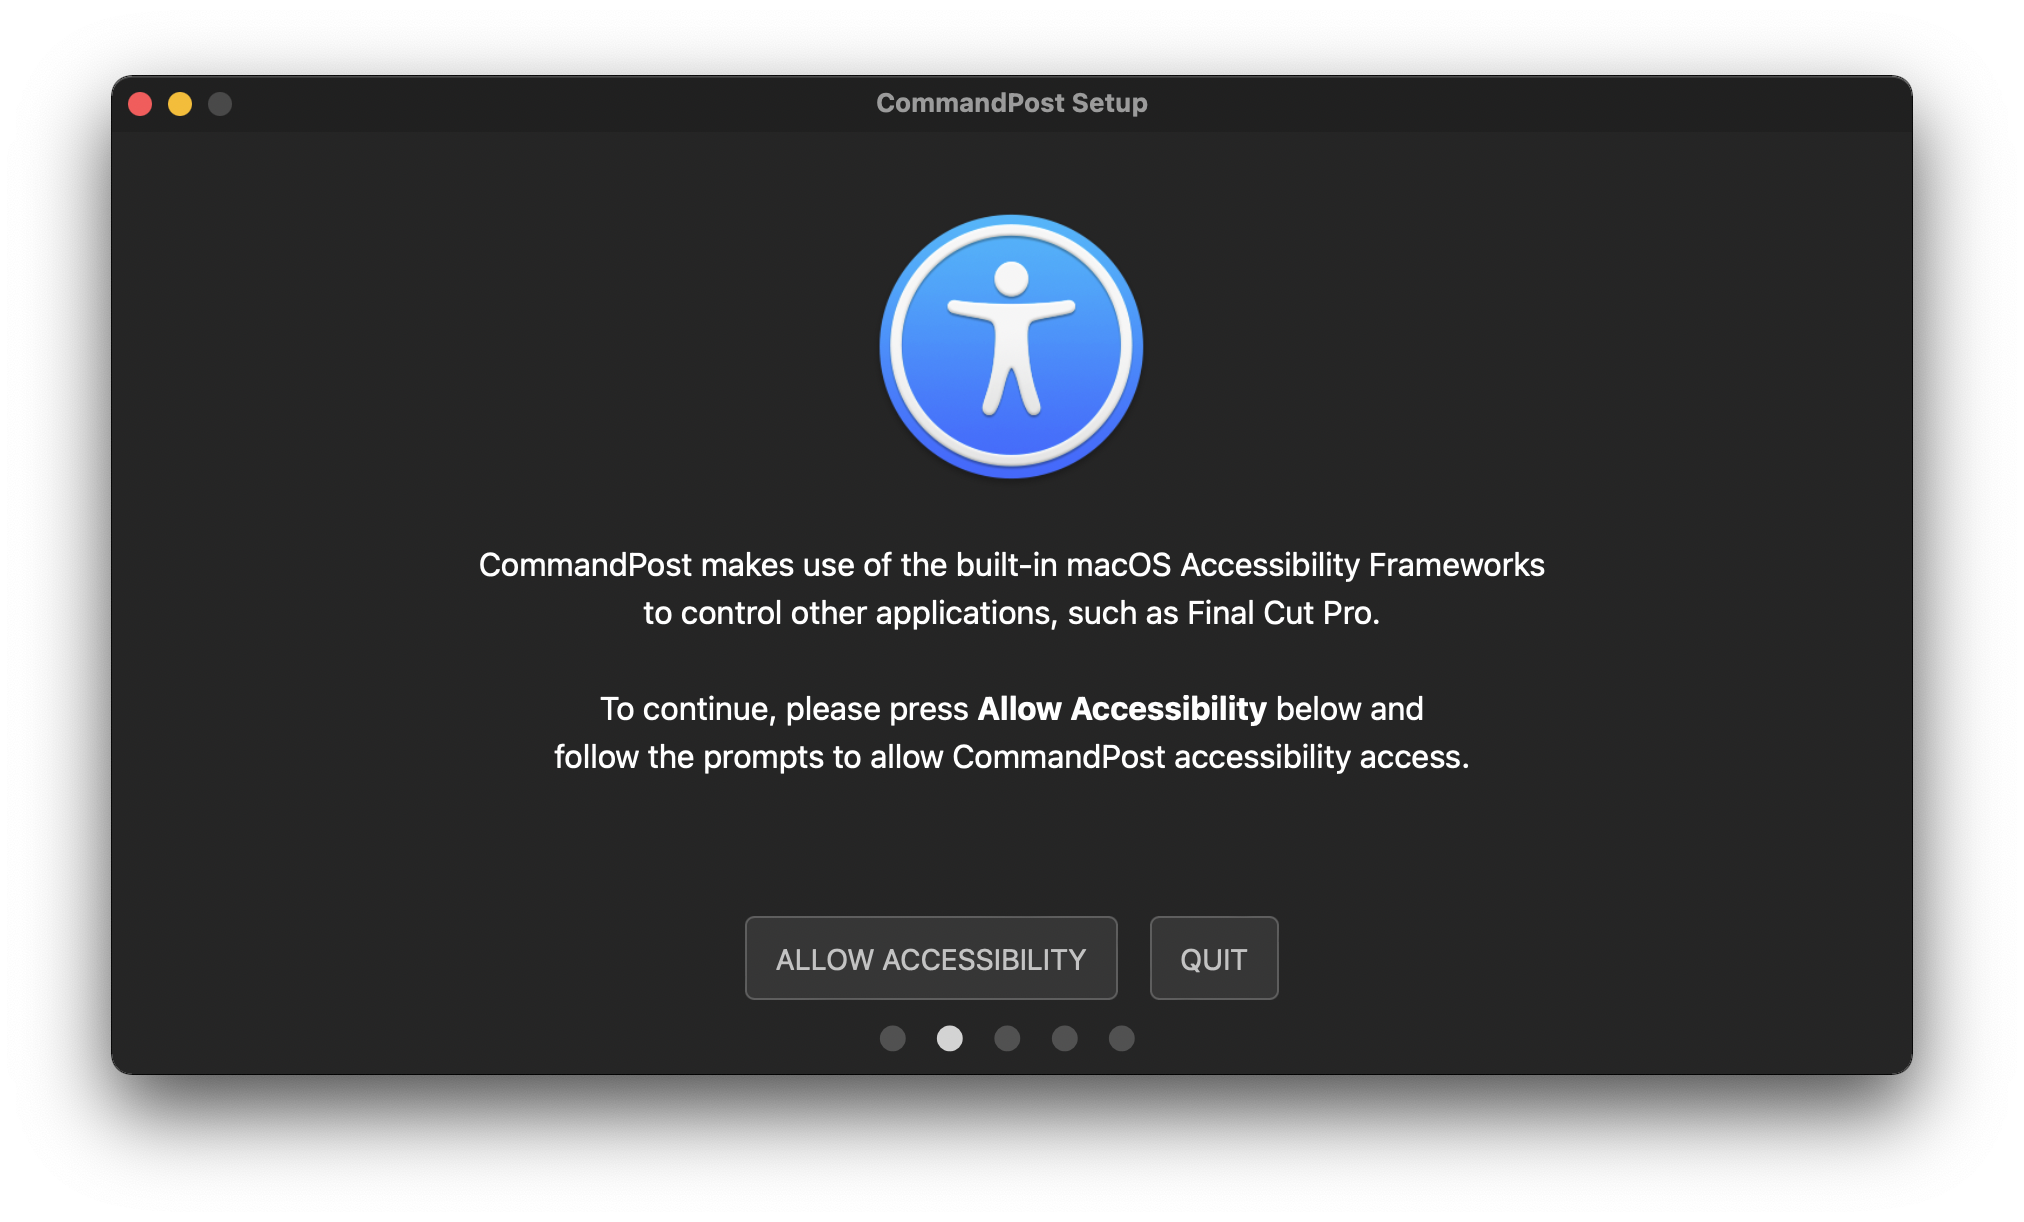 CommandPost Setup
CommandPost makes use of the built-in macOS Accessibility Frameworks
to control other applications, such as Final Cut Pro.
To continue, please press Allow Accessibility below and
follow the prompts to allow CommandPost accessibility access.
ALLOW ACCESSIBILITY
QUIT